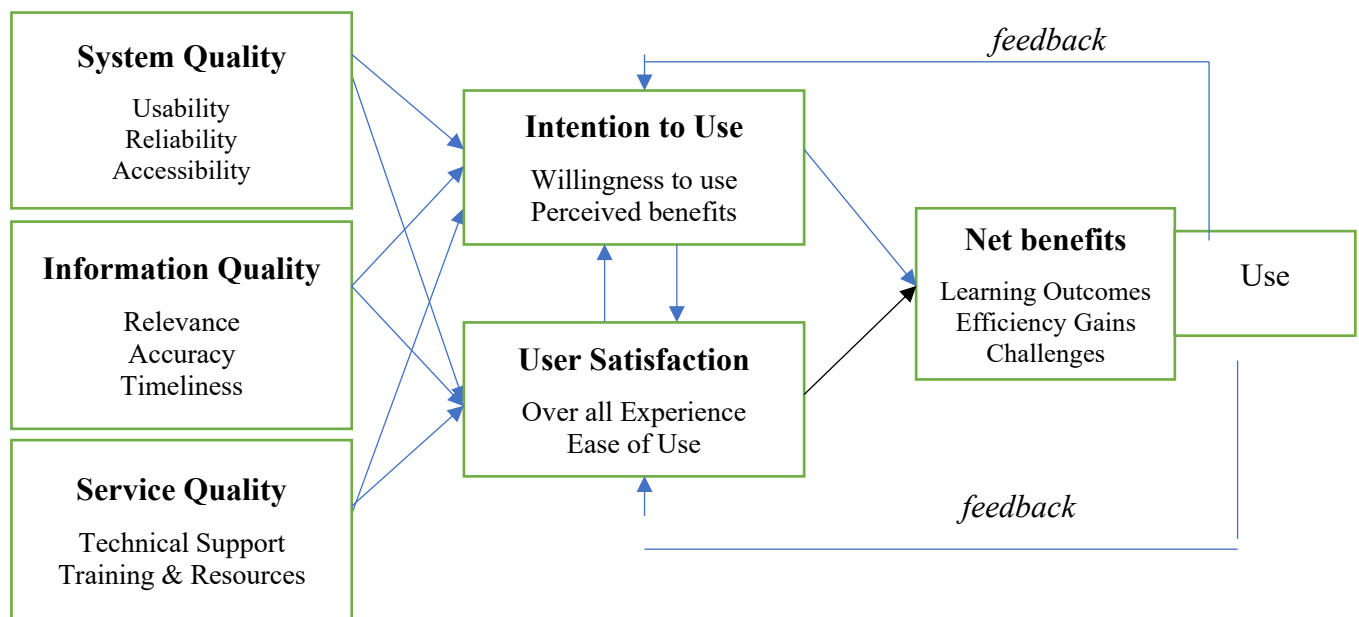 System Quality
Usability
Reliability
Accessibility
Information Quality
Relevance
Accuracy
Timeliness
Service Quality
Technical Support
Training & Resources
feedback
Intention to Use
Willingness to use
Perceived benefits
User Satisfaction
Over all Experience
Ease of Use
Net benefits
Learning Outcomes
Efficiency Gains
Challenges
Use
feedback